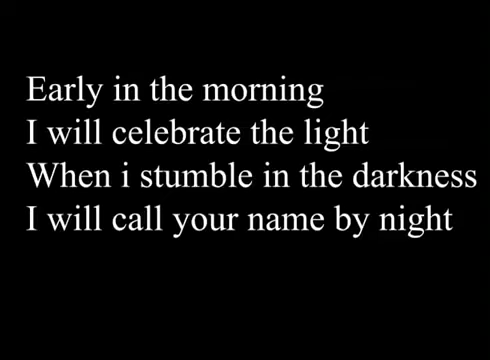 Early in the morning
I will celebrate the light
When i stumble in the darkness
I will call your name by night